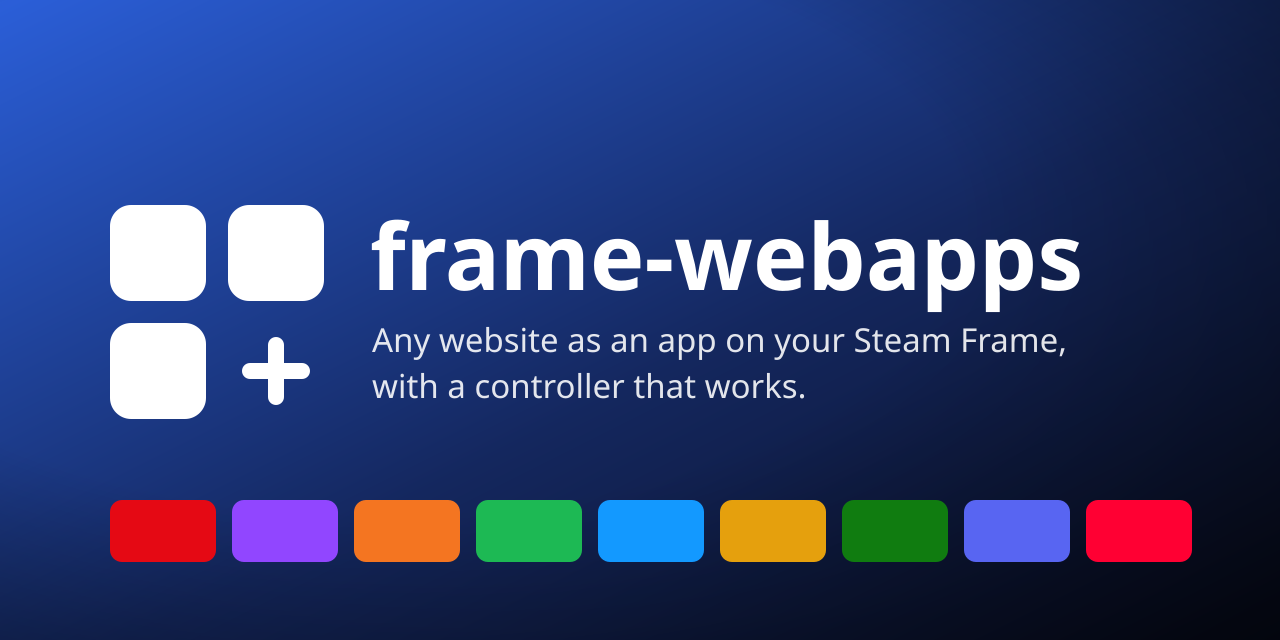 frame-webapps
Any website as an app on your Steam Frame,
with a controller that works.